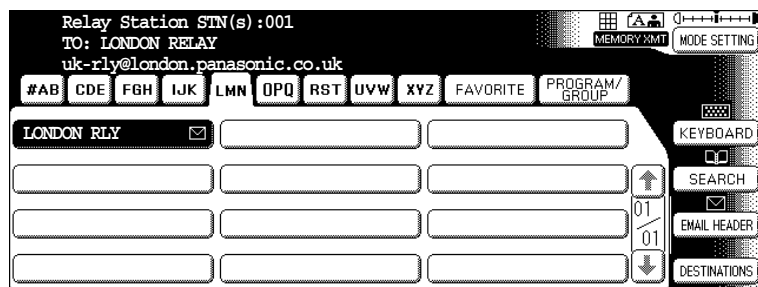 Relay Station STN(s):001
TO: LONDON RELAY
uk-rly@london.panasonic.co.uk
MEMORY XMT
MODE SETTING
#AB CDE FGH IJK LMN OPQ RST UVW XYZ FAVORITE PROGRAM/GROUP
LONDON RLY
KEYBOARD
SEARCH
EMAIL HEADER
DESTINATIONS
01/01